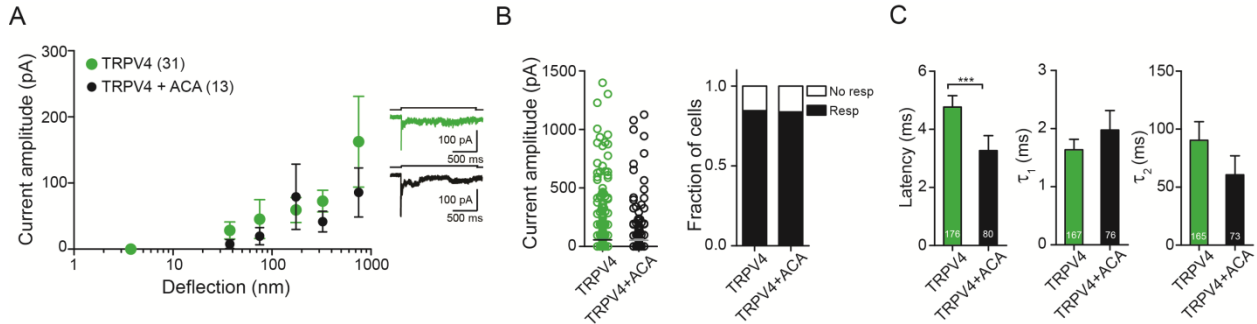 A
Current amplitude (pA)
300
200
100
0
1
10
100
1000
Deflection (nm)
TRPV4 (31)
TRPV4 + ACA (13)
100 pA
500 ms
100 pA
500 ms
B
Current amplitude (pA)
1500
1000
500
0
TRPV4
TRPV4+ACA
Fraction of cells
1.0
0.5
0.0
TRPV4
TRPV4+ACA
No resp
Resp
C
Latency (ms)
6
4
2
0
***
176
80
TRPV4
TRPV4+ACA
τ1 (ms)
3
2
1
0
167
76
TRPV4
TRPV4+ACA
τ2 (ms)
150
100
50
0
165
73
TRPV4
TRPV4+ACA